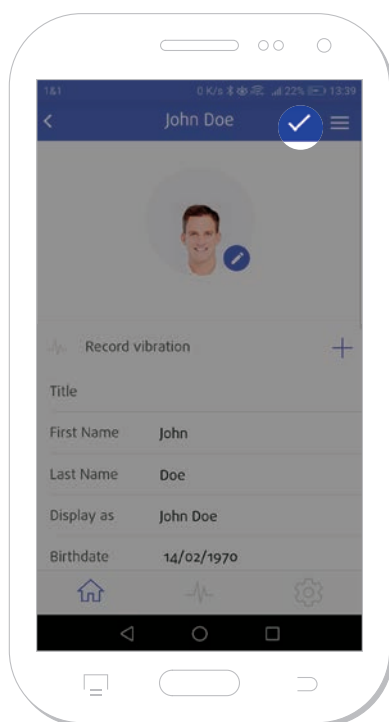 1&1 0 K/s 22% 13:39
John Doe
Record vibration
Title
First Name John
Last Name Doe
Display as John Doe
Birthdate 14/02/1970